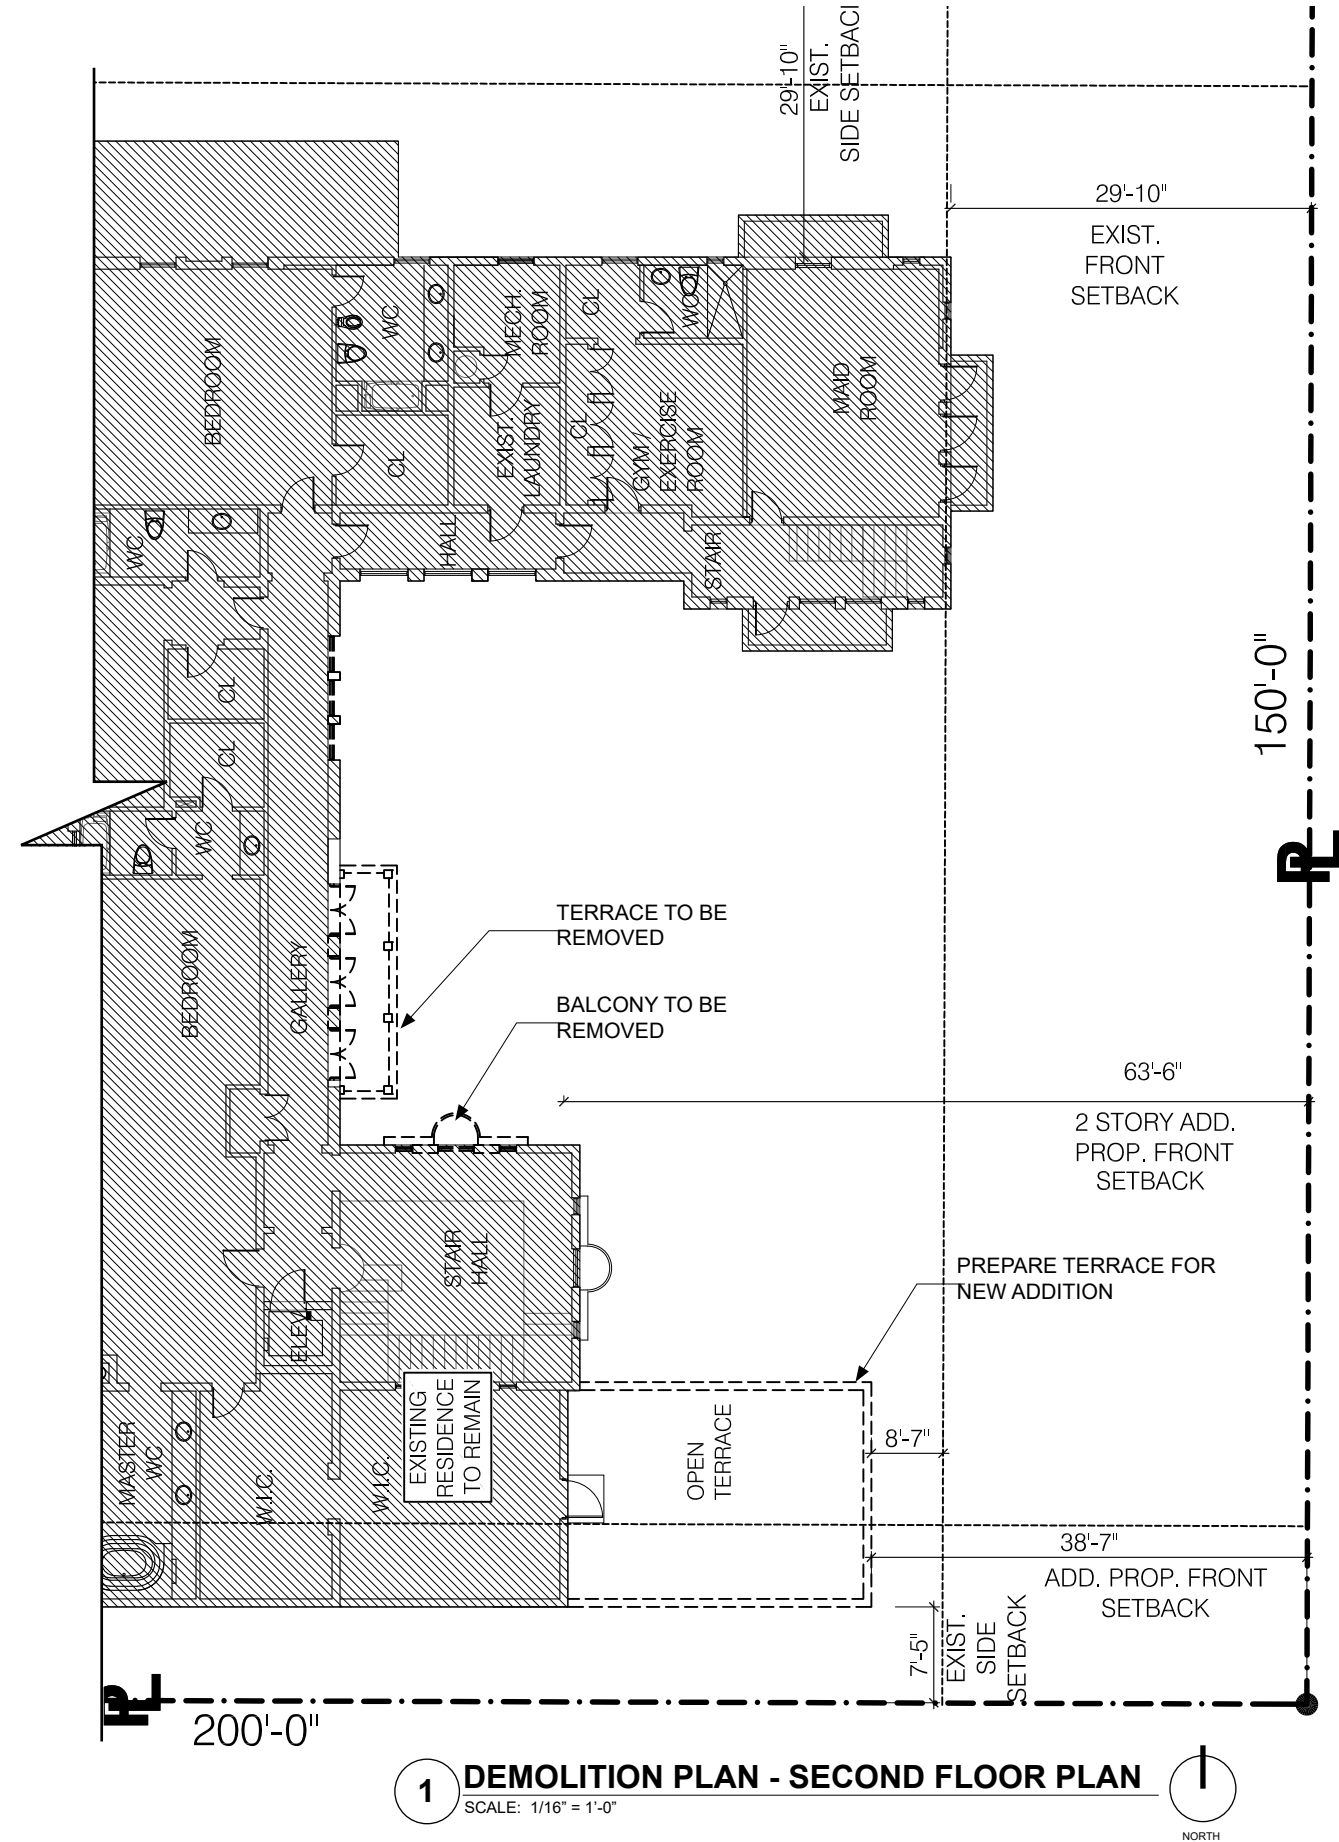 29'-10"
EXIST.
SIDE SETBAC
29'-10"
EXIST.
FRONT
SETBACK
BEDROOM
WC
MECH.
ROOM
CL
WC
MAID
ROOM
CL
EXIST.
LAUNDRY
CL
GYM /
EXERCISE
ROOM
WC
HALL
STAIR
CL
CL
WC
150'-0"
PL
BEDROOM
GALLERY
TERRACE TO BE
REMOVED
BALCONY TO BE
REMOVED
63'-6"
2 STORY ADD.
PROP. FRONT
SETBACK
STAIR
HALL
PREPARE TERRACE FOR
NEW ADDITION
ELEV.
EXISTING
RESIDENCE
TO REMAIN
MASTER
WC
W.I.C.
W.I.C.
OPEN
TERRACE
8'-7"
38'-7"
ADD. PROP. FRONT
SETBACK
7'-5"
EXIST.
SIDE
SETBACK
PL
200'-0"
1
DEMOLITION PLAN - SECOND FLOOR PLAN
SCALE: 1/16" = 1'-0"
NORTH